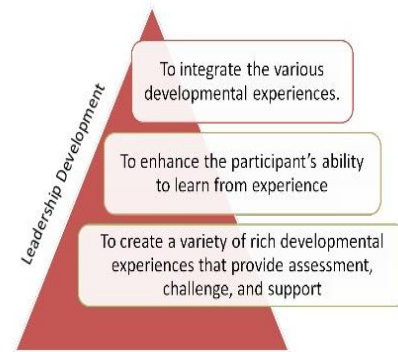 Leadership Development
To integrate the various
developmental experiences.
To enhance the participant's ability
to learn from experience
To create a variety of rich developmental
experiences that provide assessment,
challenge, and support